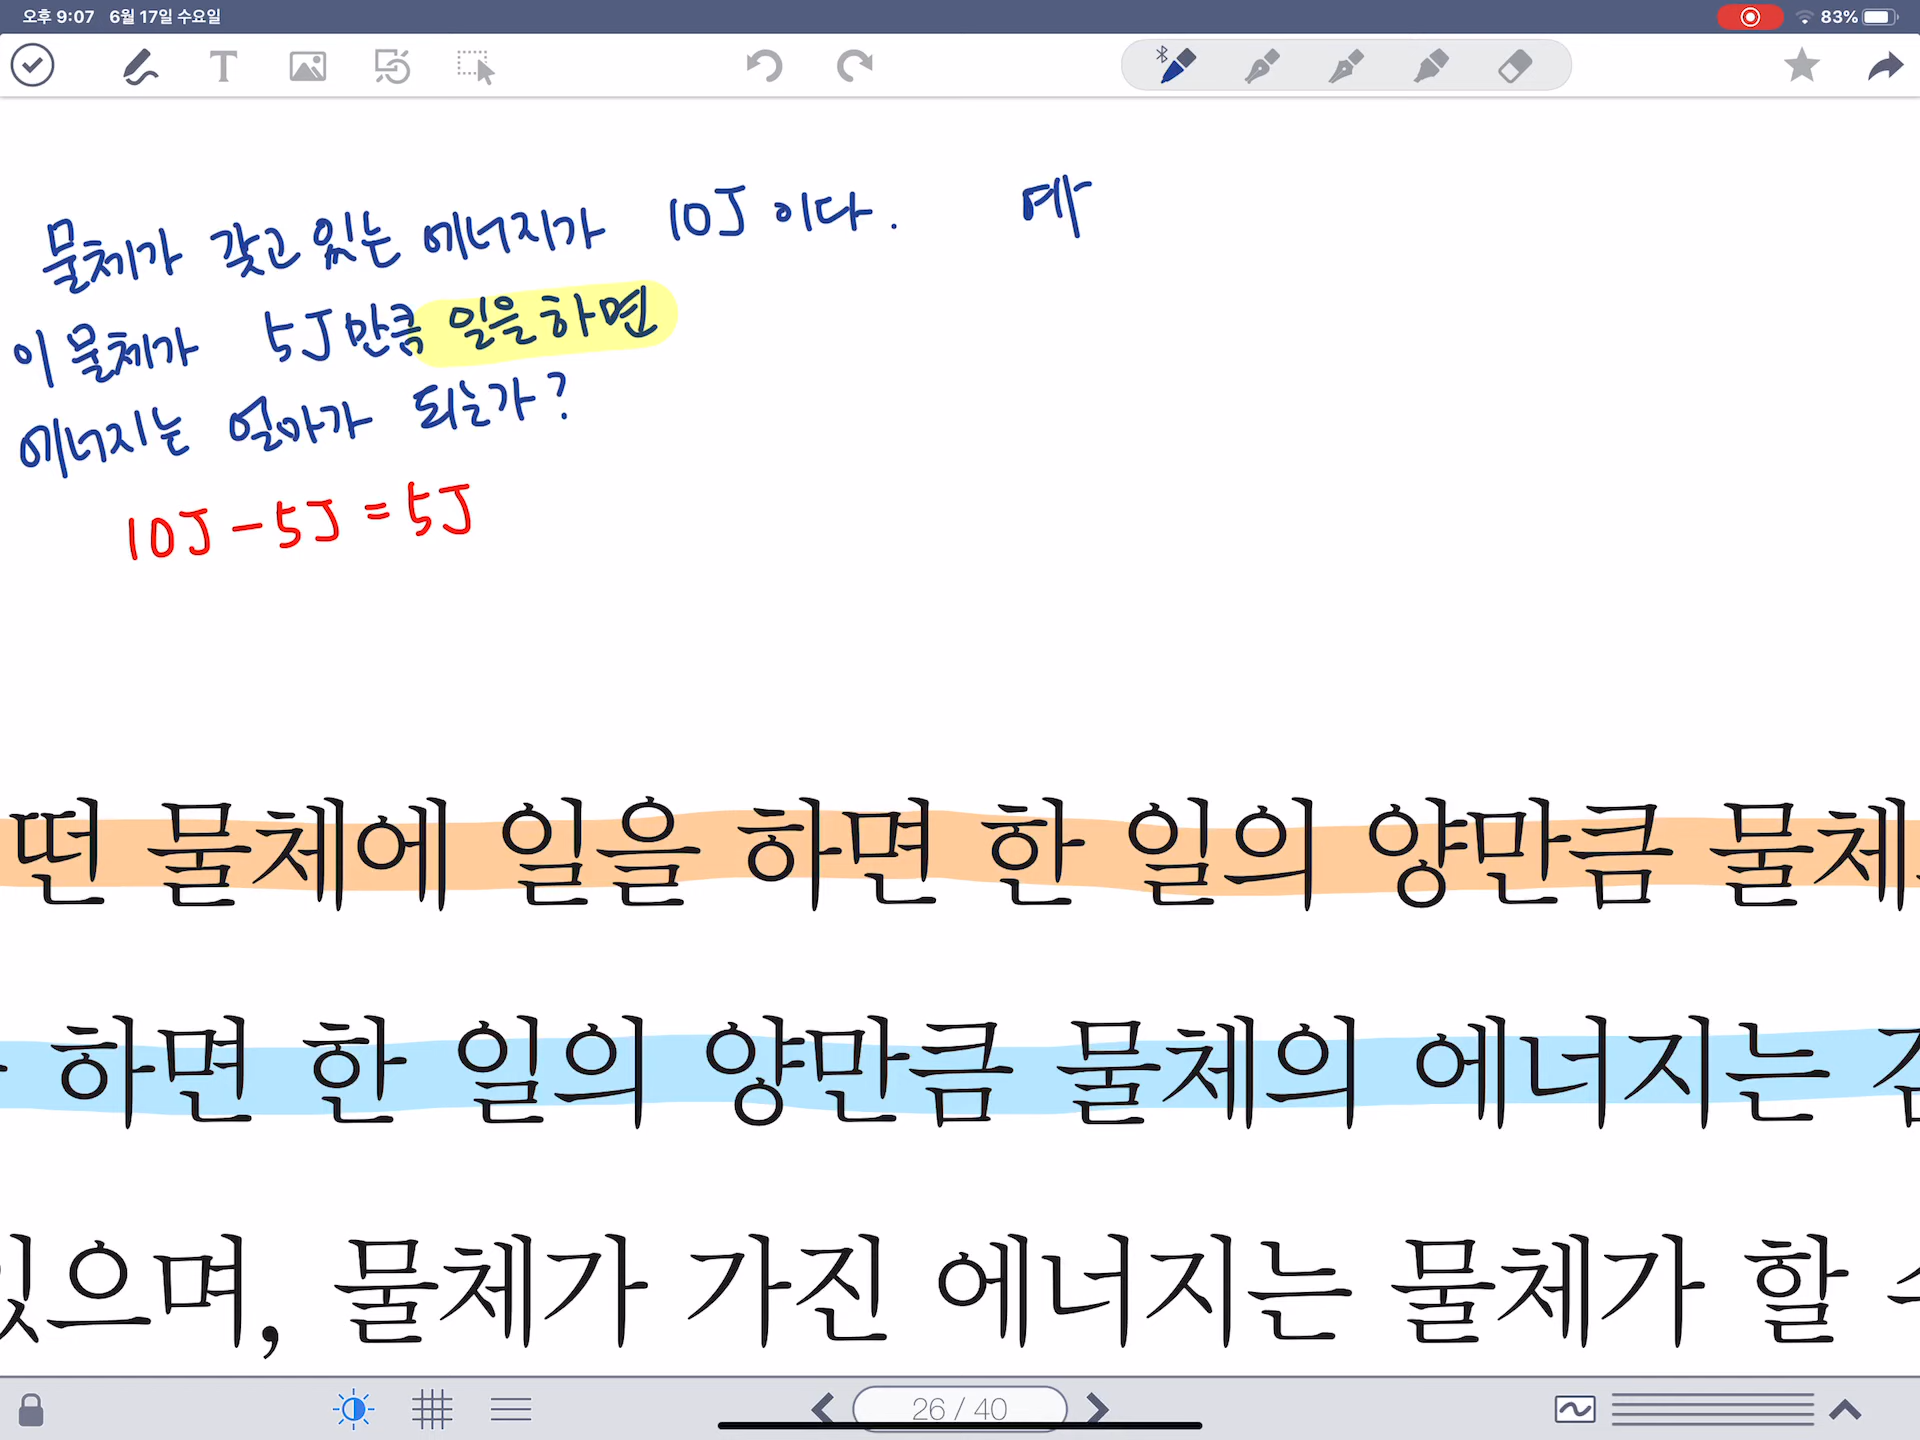 오후 9:07 6월 17일 수요일
83%
T
물체가 갖고 있는 에너지가 10J 이다.
이 물체가 5J만큼 일을 하면
에너지는 얼마가 되는가?
10J - 5J = 5J
떤 물체에 일을 하면 한 일의 양만큼 물체
하면 한 일의 양만큼 물체의 에너지는
있으며, 물체가 가진 에너지는 물체가 할
26 / 40